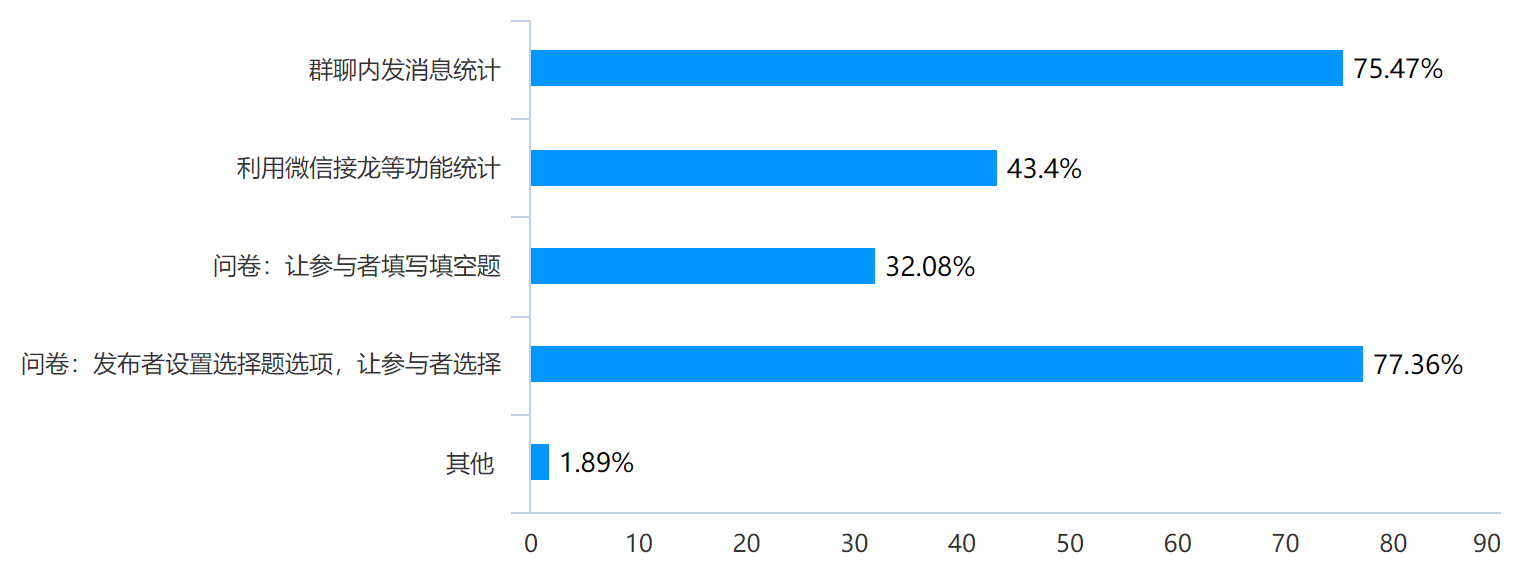 群聊内发消息统计 75.47%
利用微信接龙等功能统计 43.4%
问卷：让参与者填写填空题 32.08%
问卷：发布者设置选择题选项，让参与者选择 77.36%
其他 1.89%
0 10 20 30 40 50 60 70 80 90